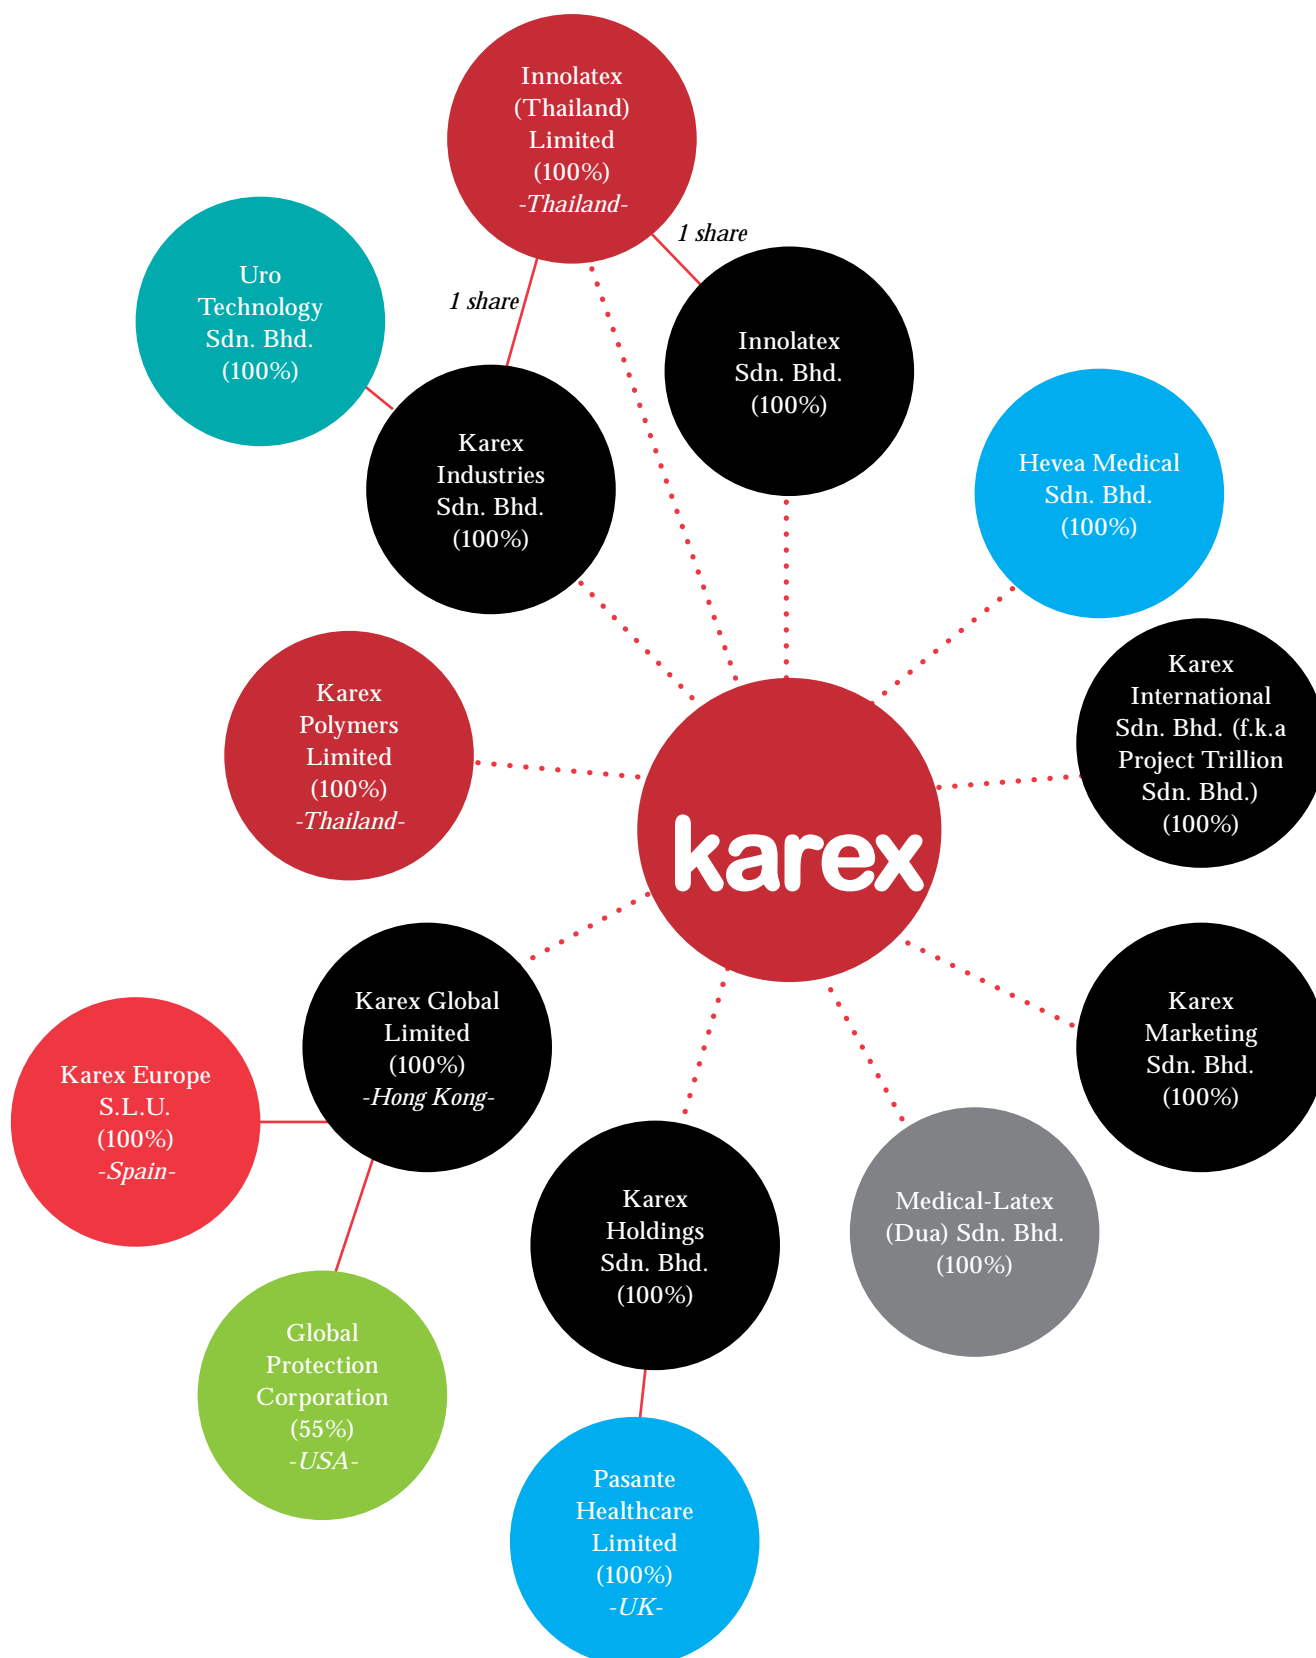 Innolatex
(Thailand)
Limited
(100%)
-Thailand-
1 share
1 share
Uro
Technology
Sdn. Bhd.
(100%)
Innolatex
Sdn. Bhd.
(100%)
Karex
Industries
Sdn. Bhd.
(100%)
Hevea Medical
Sdn. Bhd.
(100%)
Karex
International
Sdn. Bhd. (f.k.a
Project Trillion
Sdn. Bhd.)
(100%)
Karex
Polymers
Limited
(100%)
-Thailand-
karex
Karex Global
Limited
(100%)
-Hong Kong-
Karex
Marketing
Sdn. Bhd.
(100%)
Karex Europe
S.L.U.
(100%)
-Spain-
Karex
Holdings
Sdn. Bhd.
(100%)
Medical-Latex
(Dua) Sdn. Bhd.
(100%)
Global
Protection
Corporation
(55%)
-USA-
Pasante
Healthcare
Limited
(100%)
-UK-